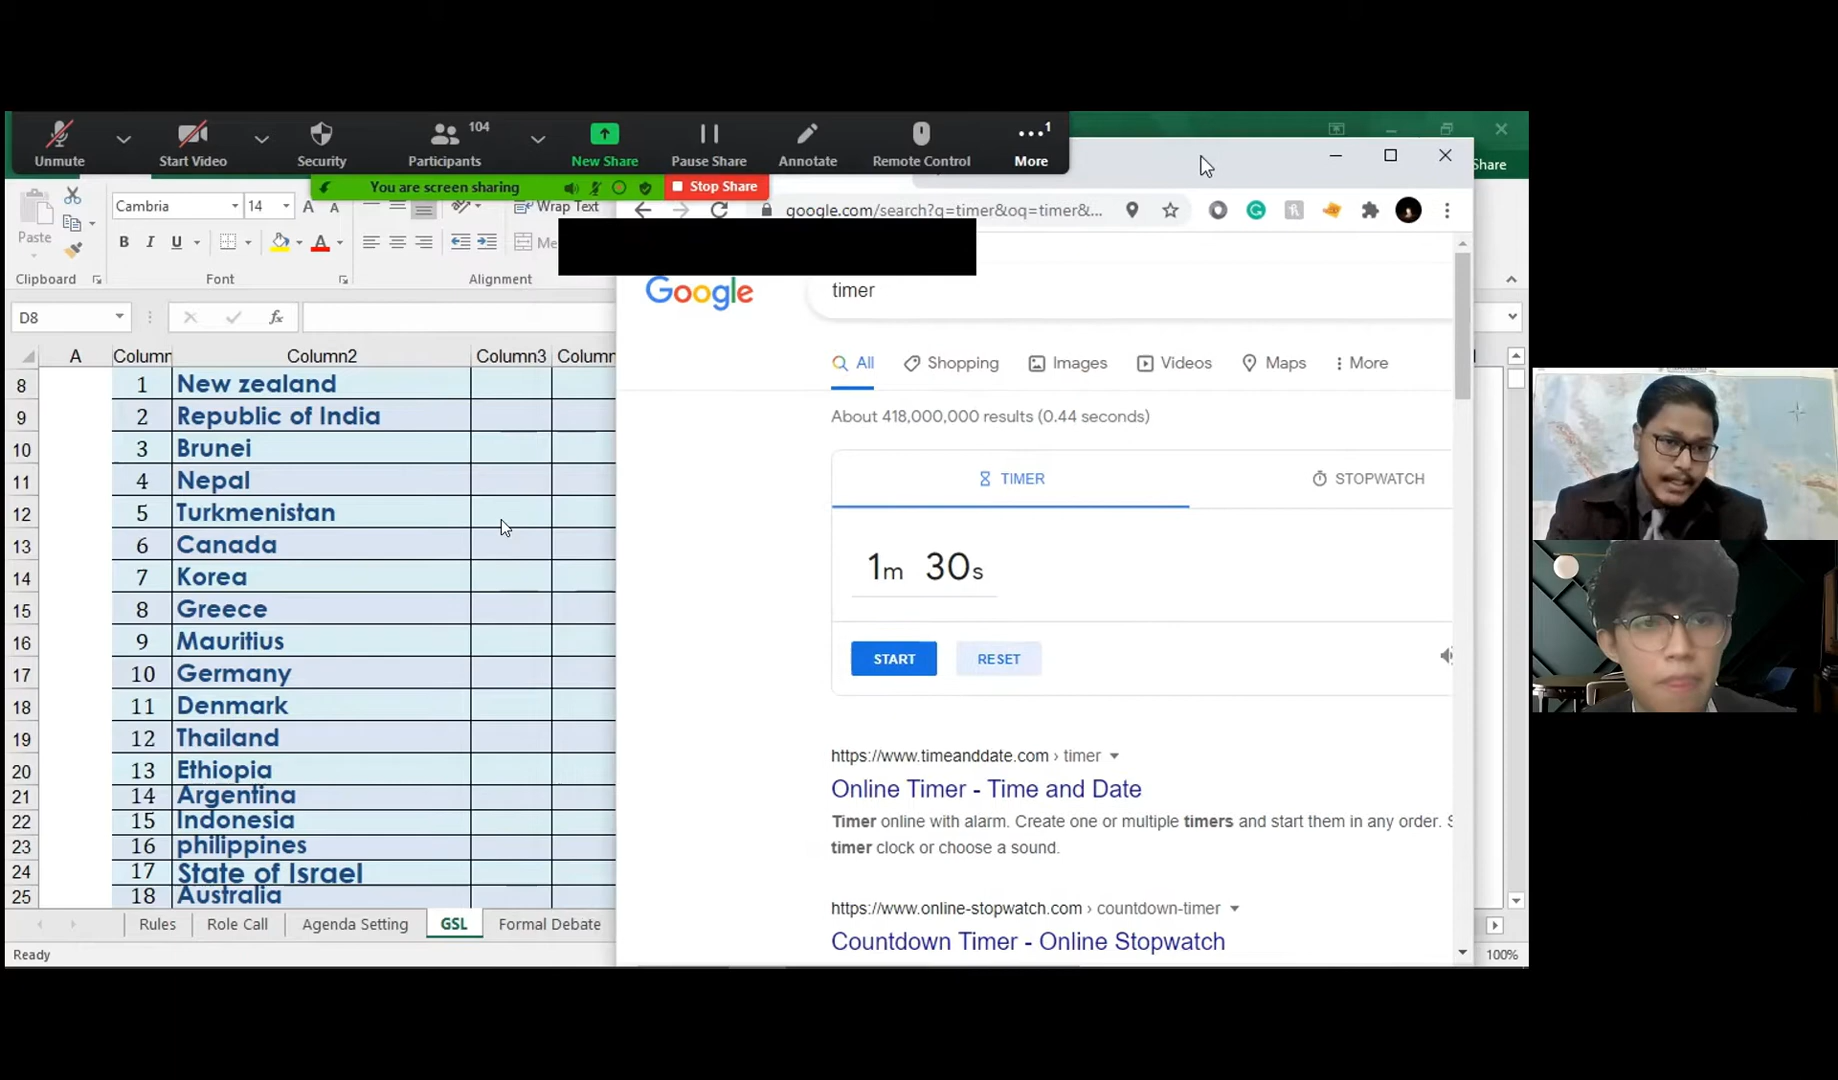 Unmute
Start Video
Security
Participants 104
New Share
Pause Share
Annotate
Remote Control
More 1
You are screen sharing
Stop Share
Share
Paste
Cambria 14
B I U A
Wrap Text
Me
Clipboard
Font
Alignment
D8
fx
google.com/search?q=timer&oq=timer&...
Google
timer
All
Shopping
Images
Videos
Maps
More
About 418,000,000 results (0.44 seconds)
TIMER
STOPWATCH
1m 30s
START
RESET
https://www.timeanddate.com › timer
Online Timer - Time and Date
Timer online with alarm. Create one or multiple timers and start them in any order.
timer clock or choose a sound.
https://www.online-stopwatch.com › countdown-timer
Countdown Timer - Online Stopwatch
A Column Column2 Column3 Column
8 1 New zealand
9 2 Republic of India
10 3 Brunei
11 4 Nepal
12 5 Turkmenistan
13 6 Canada
14 7 Korea
15 8 Greece
16 9 Mauritius
17 10 Germany
18 11 Denmark
19 12 Thailand
20 13 Ethiopia
21 14 Argentina
22 15 Indonesia
23 16 philippines
24 17 State of Israel
25 18 Australia
Rules
Role Call
Agenda Setting
GSL
Formal Debate
Ready
100%